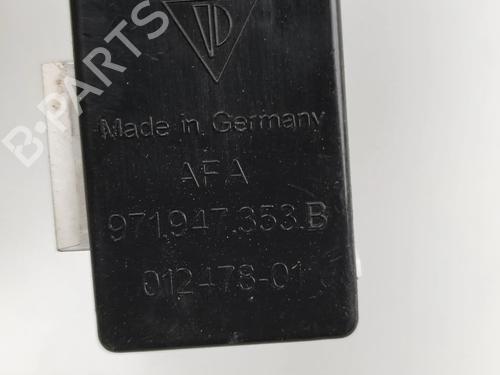 B·PARTS
Made in Germany
AFA
971.947.353.B
012478-01